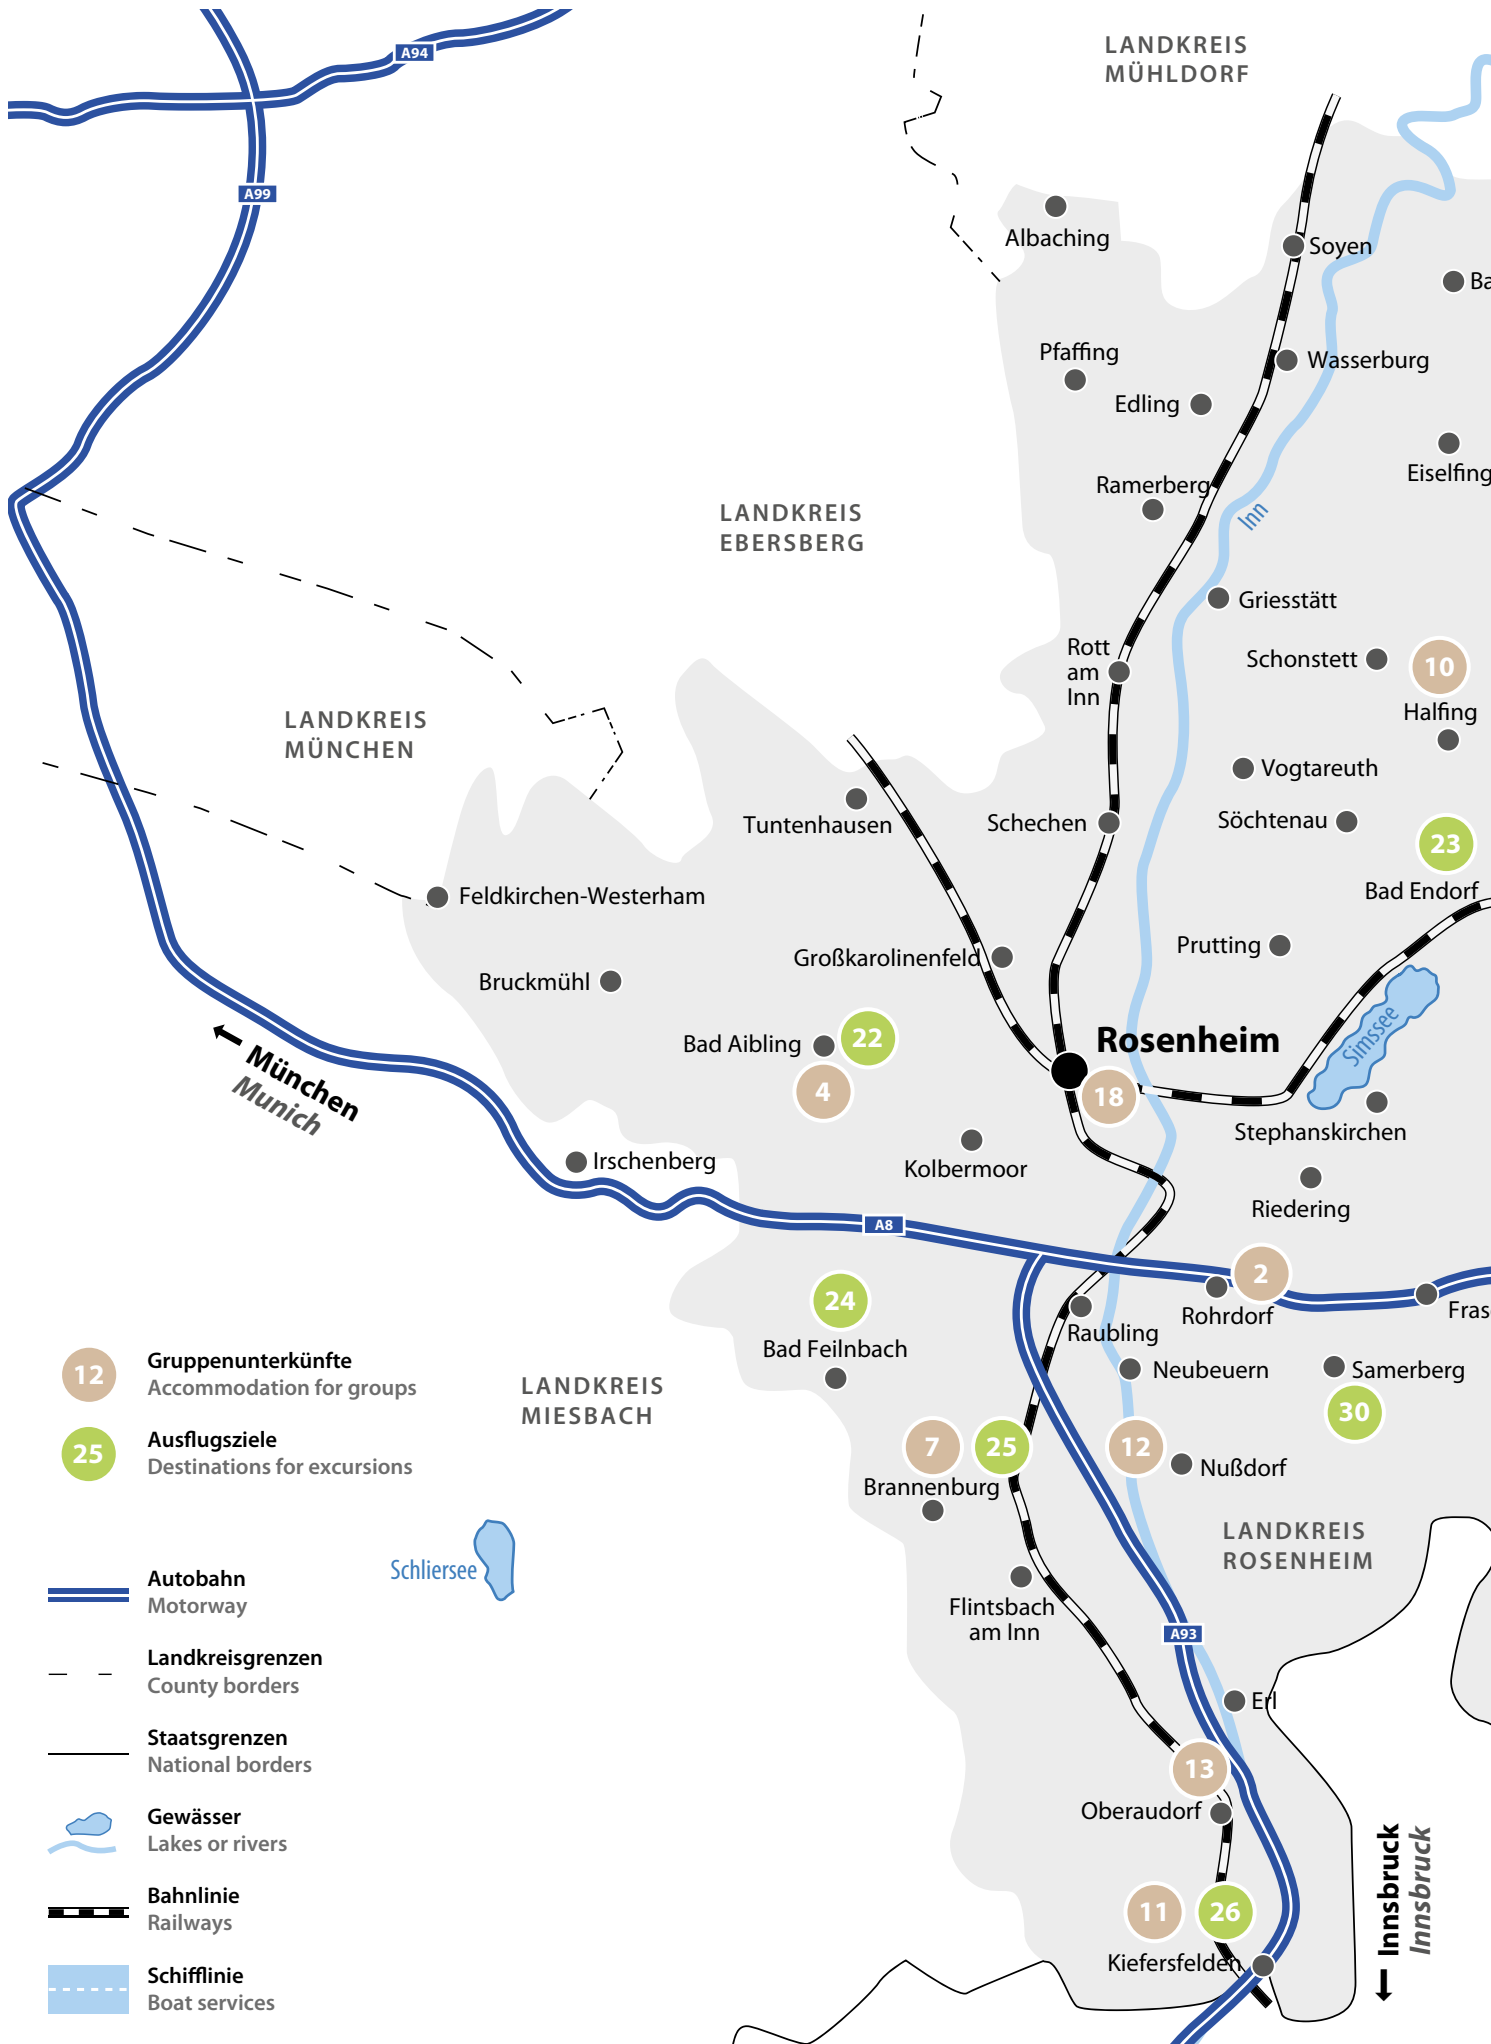 A94
LANDKREIS
MÜHLDORF
A99
Albaching
Soyen
Ba
Pfaffing
Wasserburg
Edling
Eiselfing
Ramerberg
LANDKREIS
EBERSBERG
Inn
Griesstätt
Rott
am
Inn
Schonstett
10
Halfing
LANDKREIS
MÜNCHEN
Vogtareuth
Tuntenhausen
Schechen
Söchtenau
23
Bad Endorf
Feldkirchen-Westerham
Großkarolinenfeld
Prutting
Bruckmühl
Bad Aibling
22
4
Rosenheim
18
Simssee
München
Munich
Stephanskirchen
Irschenberg
Kolbermoor
Riedering
A8
2
24
Rohrdorf
Fras
Raubling
Bad Feilnbach
Neubeuern
Samerberg
30
12
Gruppenunterkünfte
Accommodation for groups
LANDKREIS
MIESBACH
25
Ausflugsziele
Destinations for excursions
7
25
12
Nußdorf
Brannenburg
LANDKREIS
ROSENHEIM
Schliersee
Autobahn
Motorway
Flintsbach
am Inn
A93
Landkreisgrenzen
County borders
Erl
Staatsgrenzen
National borders
13
Oberaudorf
Gewässer
Lakes or rivers
Innsbruck
Innsbruck
Bahnlinie
Railways
11
26
Kiefersfelden
Schifflinie
Boat services